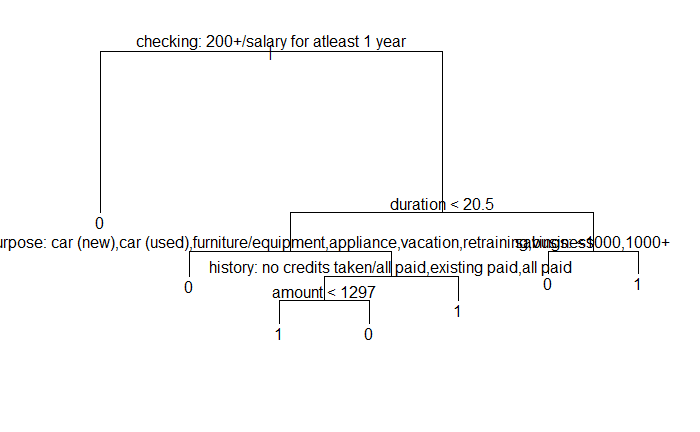 checking: 200+/salary for atleast 1 year
duration < 20.5
0
urpose: car (new),car (used),furniture/equipment,appliance,vacation,retraining,business
1000,1000+
history: no credits taken/all paid,existing paid,all paid
0
0
1
amount < 1297
1
1
0